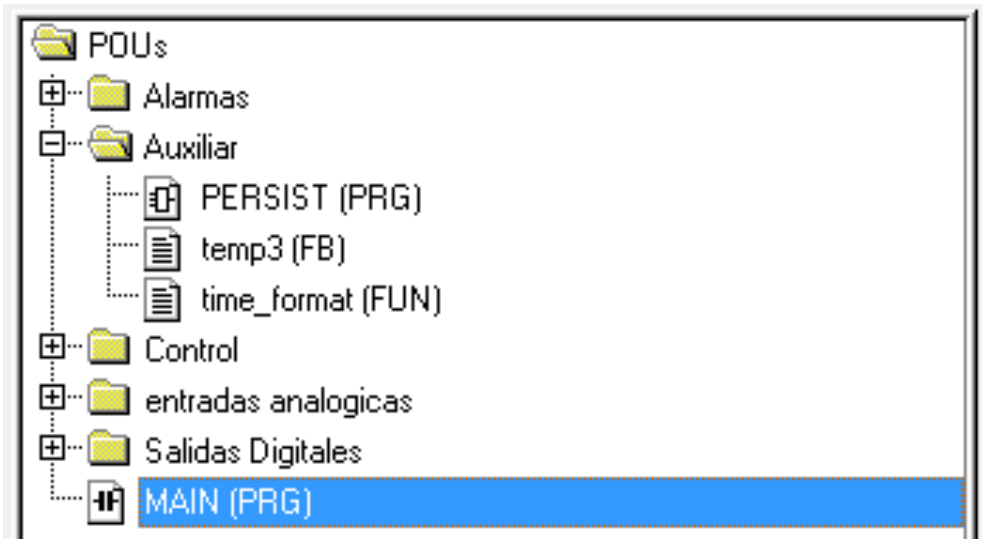 POUs
Alarmas
Auxiliar
PERSIST (PRG)
temp3 (FB)
time_format (FUN)
Control
entradas analogicas
Salidas Digitales
MAIN (PRG)